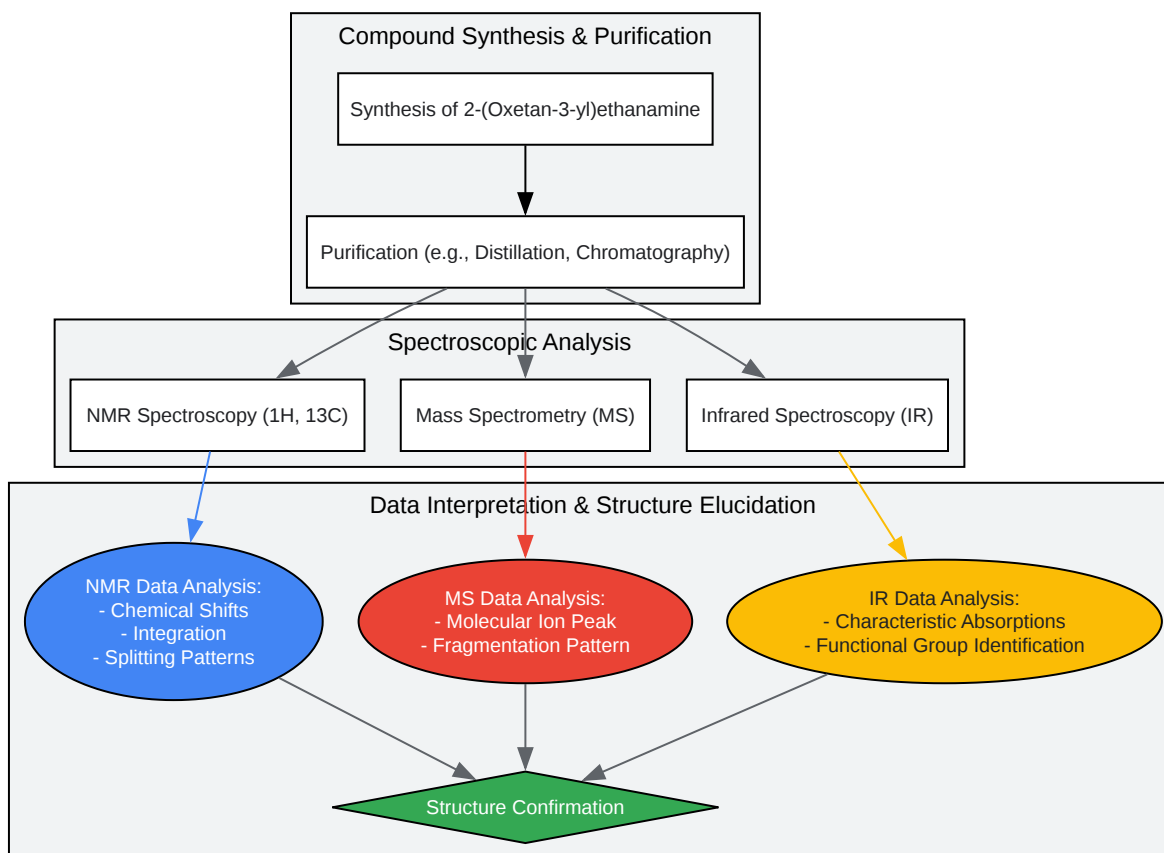 Compound Synthesis & Purification
Synthesis of 2-(Oxetan-3-yl)ethanamine
Purification (e.g., Distillation, Chromatography)
Spectroscopic Analysis
NMR Spectroscopy (1H, 13C)
Mass Spectrometry (MS)
Infrared Spectroscopy (IR)
Data Interpretation & Structure Elucidation
NMR Data Analysis:
- Chemical Shifts
- Integration
- Splitting Patterns
MS Data Analysis:
- Molecular Ion Peak
- Fragmentation Pattern
IR Data Analysis:
- Characteristic Absorptions
- Functional Group Identification
Structure Confirmation